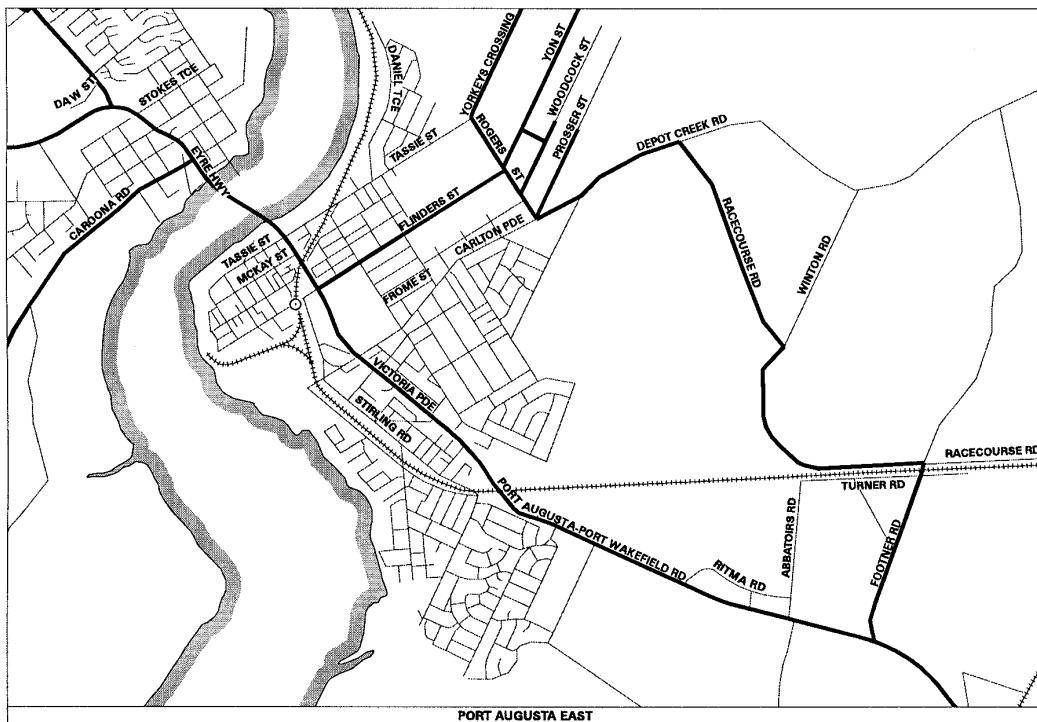 DAW ST
STOKES TCE
DANIEL TCE
YORKEYS CROSSING
YON ST
WOODCOCK ST
PROSSER ST
ROGERS ST
TASSIE ST
DEPOT CREEK RD
EYRE HWY
CAROONA RD
FLINDERS ST
CARLTON PDE
RACECOURSE RD
WINTON RD
TASSIE ST
MCKAY ST
FROME ST
VICTORIA PDE
STIRLING RD
RACECOURSE RD
TURNER RD
PORT AUGUSTA-PORT WAKEFIELD RD
ABBATOIRS RD
FOOTNER RD
RITMA RD
PORT AUGUSTA EAST